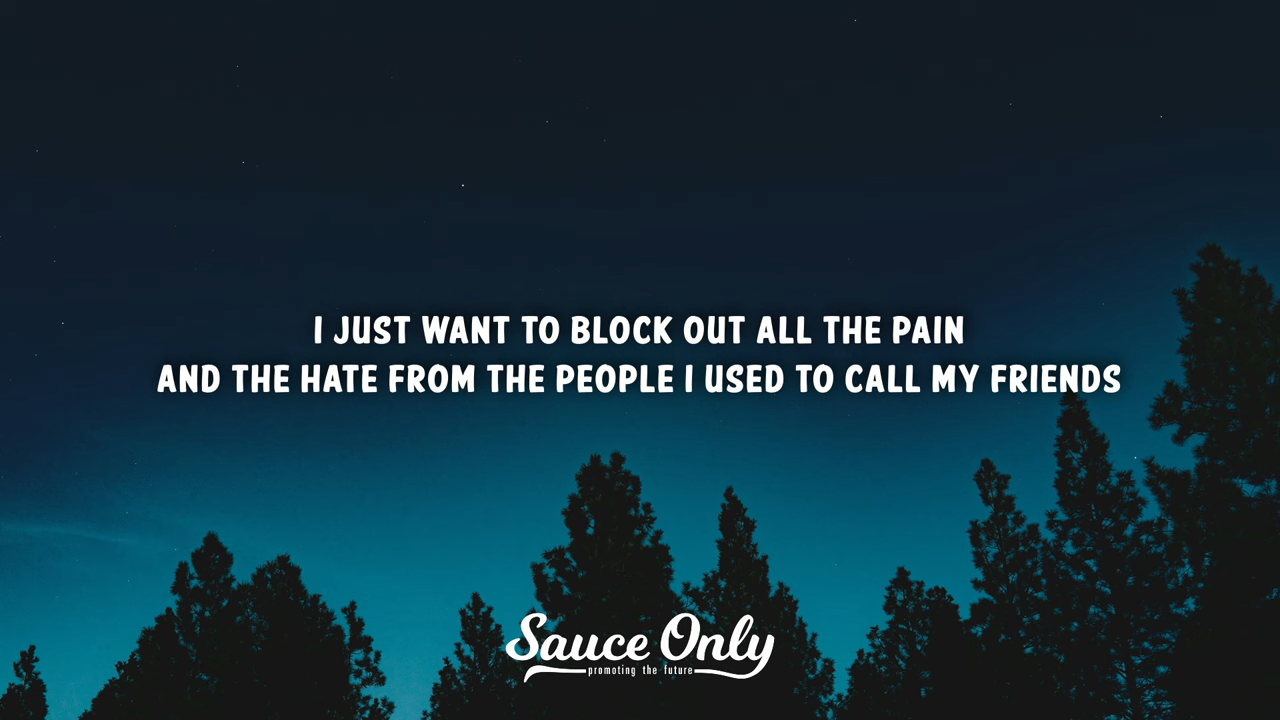 I JUST WANT TO BLOCK OUT ALL THE PAIN
AND THE HATE FROM THE PEOPLE I USED TO CALL MY FRIENDS
Sauce Only
promoting the future